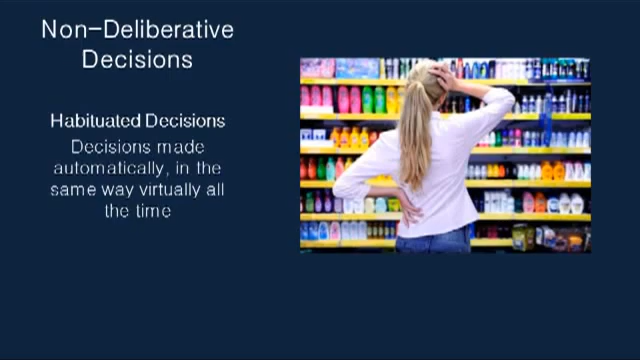 Non-Deliberative
Decisions
Habituated Decisions
Decisions made
automatically, in the
same way virtually all
the time